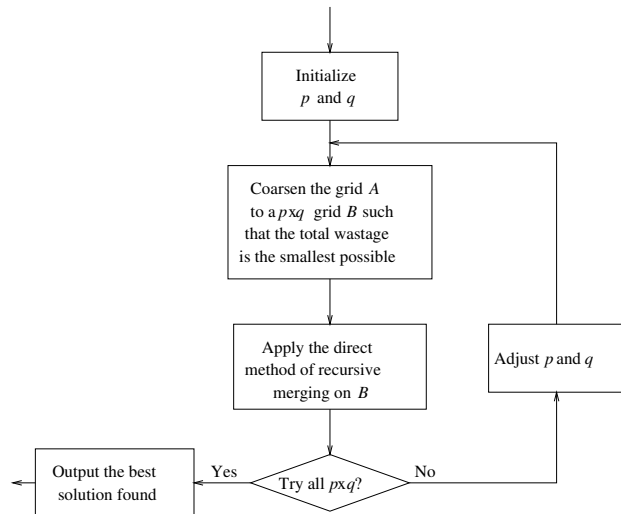 Initialize
p and q
Coarsen the grid A
to a pxq grid B such
that the total wastage
is the smallest possible
Apply the direct
method of recursive
merging on B
Adjust p and q
Output the best
solution found
Yes
Try all pxq?
No